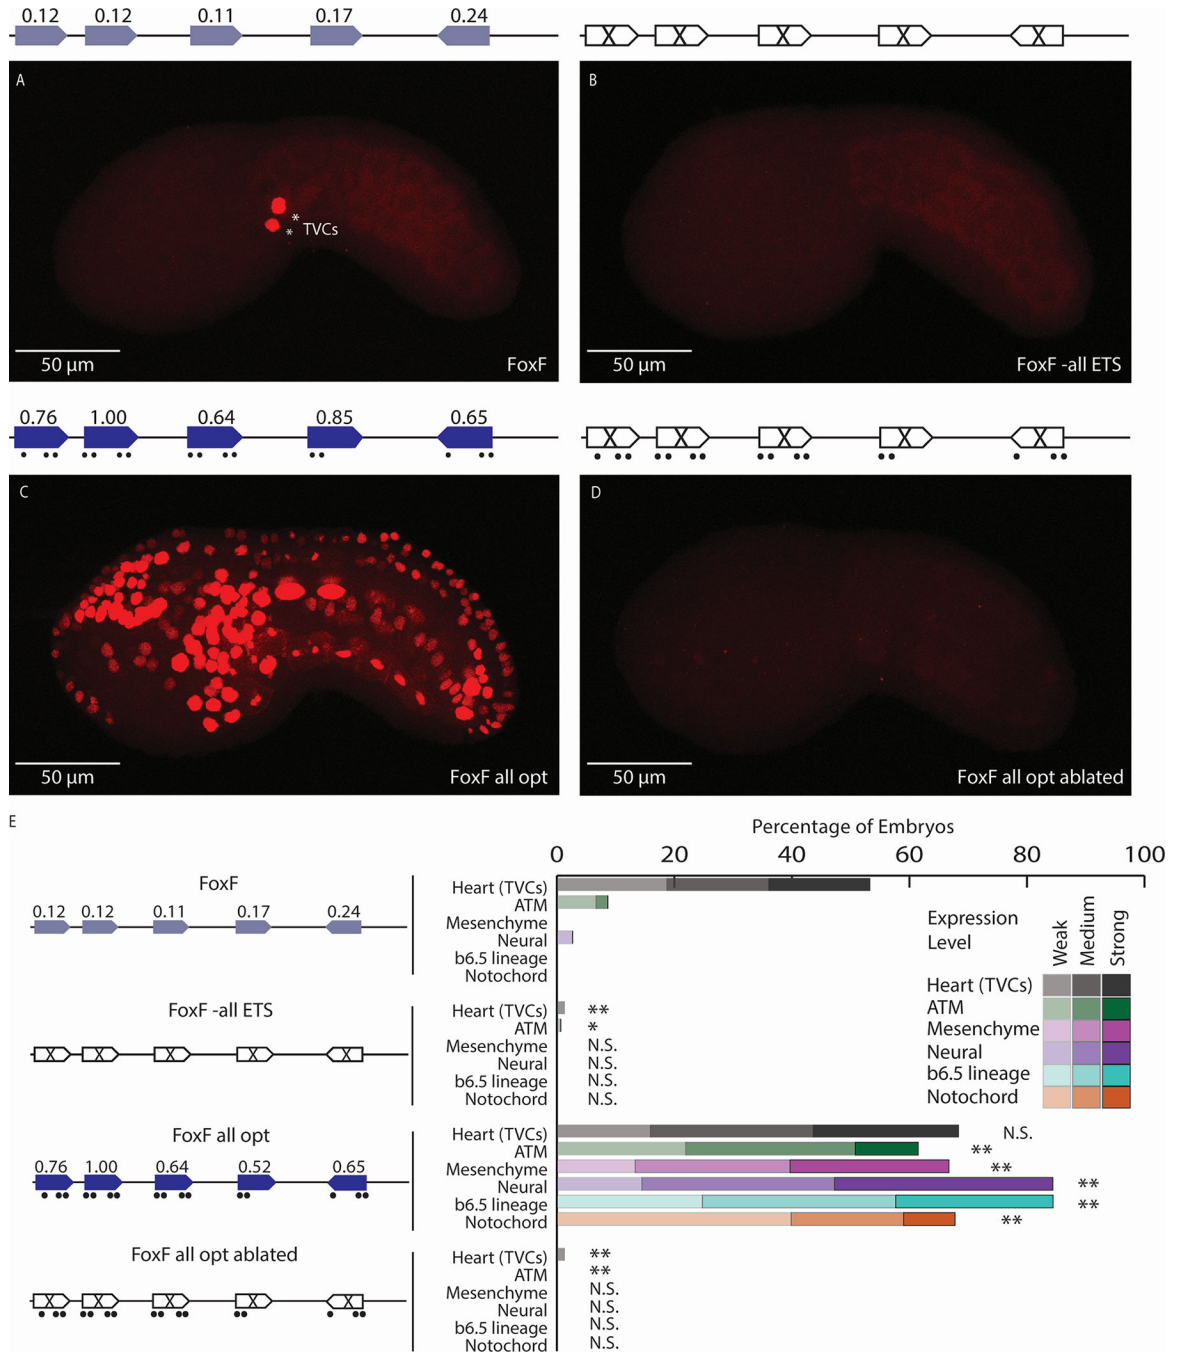 0.12 0.12 0.11 0.17 0.24
X X X X X
A
* TVCs
*
50 µm
FoxF
B
50 µm
FoxF -all ETS
0.76 1.00 0.64 0.85 0.65
X X X X X
C
50 µm
FoxF all opt
D
50 µm
FoxF all opt ablated
E
Percentage of Embryos
0 20 40 60 80 100
FoxF
0.12 0.12 0.11 0.17 0.24
Heart (TVCs)
ATM
Mesenchyme
Neural
b6.5 lineage
Notochord
Expression
Level
Weak
Medium
Strong
Heart (TVCs)
ATM
Mesenchyme
Neural
b6.5 lineage
Notochord
FoxF -all ETS
X X X X X
Heart (TVCs) **
ATM *
Mesenchyme N.S.
Neural N.S.
b6.5 lineage N.S.
Notochord N.S.
FoxF all opt
0.76 1.00 0.64 0.52 0.65
Heart (TVCs) N.S.
ATM **
Mesenchyme **
Neural **
b6.5 lineage **
Notochord **
FoxF all opt ablated
X X X X X
Heart (TVCs) **
ATM **
Mesenchyme N.S.
Neural N.S.
b6.5 lineage N.S.
Notochord N.S.